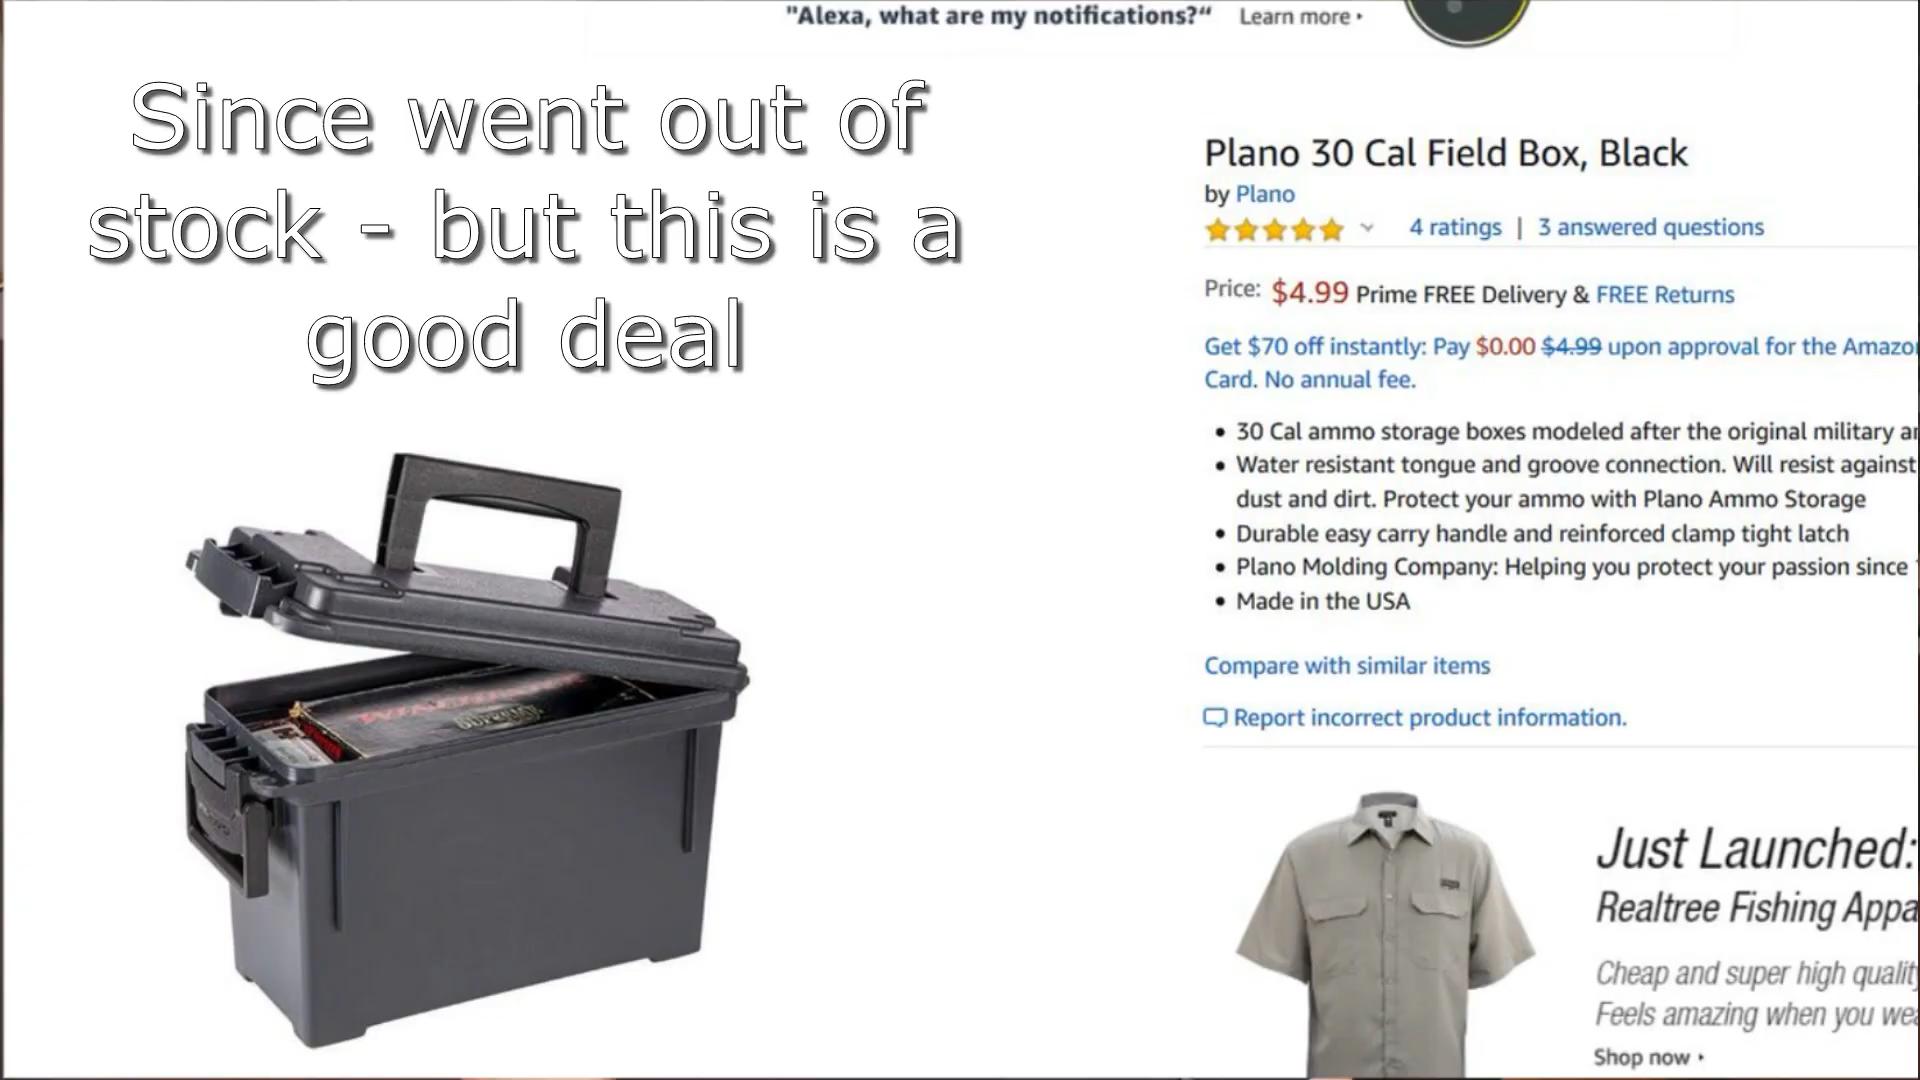 "Alexa, what are my notifications?“ Learn more
Since went out of
stock - but this is a
good deal
Plano 30 Cal Field Box, Black
by Plano
4 ratings | 3 answered questions
Price: $4.99 Prime FREE Delivery & FREE Returns
Get $70 off instantly: Pay $0.00 $4.99 upon approval for the
Card. No annual fee.
30 Cal ammo storage boxes modeled after the original military
Water resistant tongue and groove connection. Will resist against
dust and dirt. Protect your ammo with Plano Ammo Storage
Durable easy carry handle and reinforced clamp tight latch
Plano Molding Company: Helping you protect your passion since
Made in the USA
Compare with similar items
Report incorrect product information.
WINCHESTER
SUPREME
Just Launched:
Realtree Fishing
Cheap and super high
Feels amazing when you
Shop now